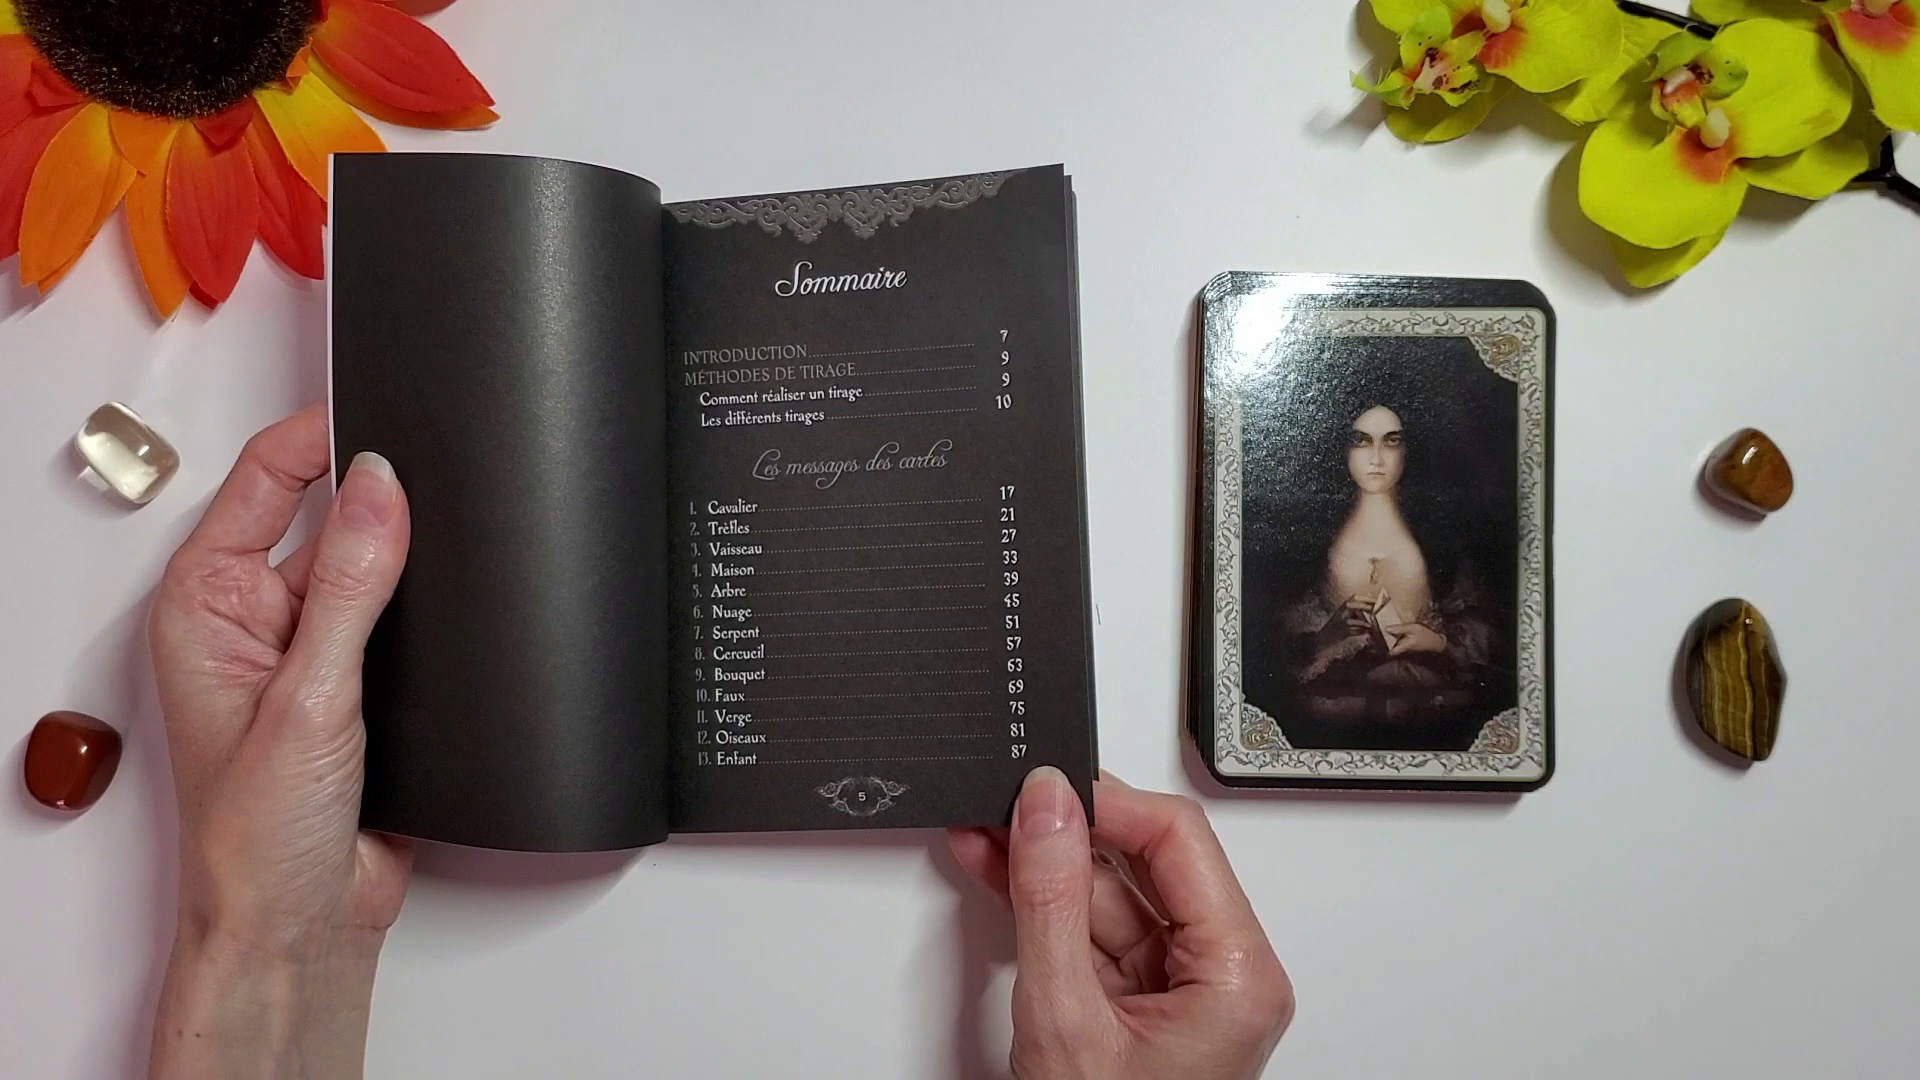 Sommaire
INTRODUCTION 7
MÉTHODES DE TIRAGE 9
Comment réaliser un tirage 9
Les différents tirages 10
Les messages des cartes
1. Cavalier 17
2. Trèfles 21
3. Vaisseau 27
4. Maison 33
5. Arbre 39
6. Nuage 45
7. Serpent 51
8. Cercueil 57
9. Bouquet 63
10. Faux 69
11. Verge 75
12. Oiseaux 81
13. Enfant 87
5